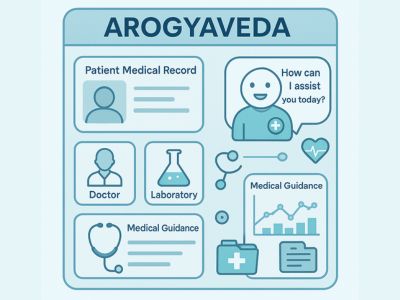 AROGYAVEDA
Patient Medical Record
How can
I assist
you today?
Doctor
Laboratory
Medical Guidance
Medical Guidance